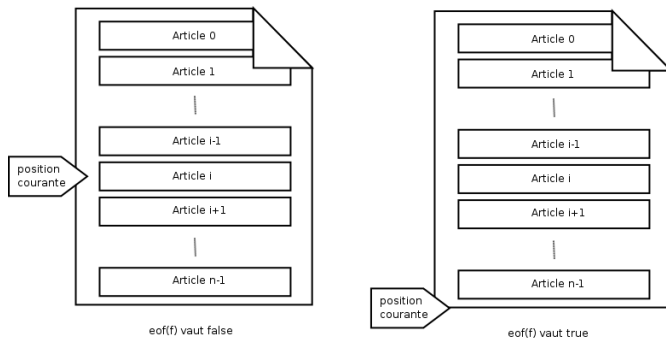 Article 0
Article 1
Article i-1
position
courante
Article i
Article i+1
Article n-1
eof(f) vaut false
Article 0
Article 1
Article i-1
Article i
Article i+1
Article n-1
position
courante
eof(f) vaut true